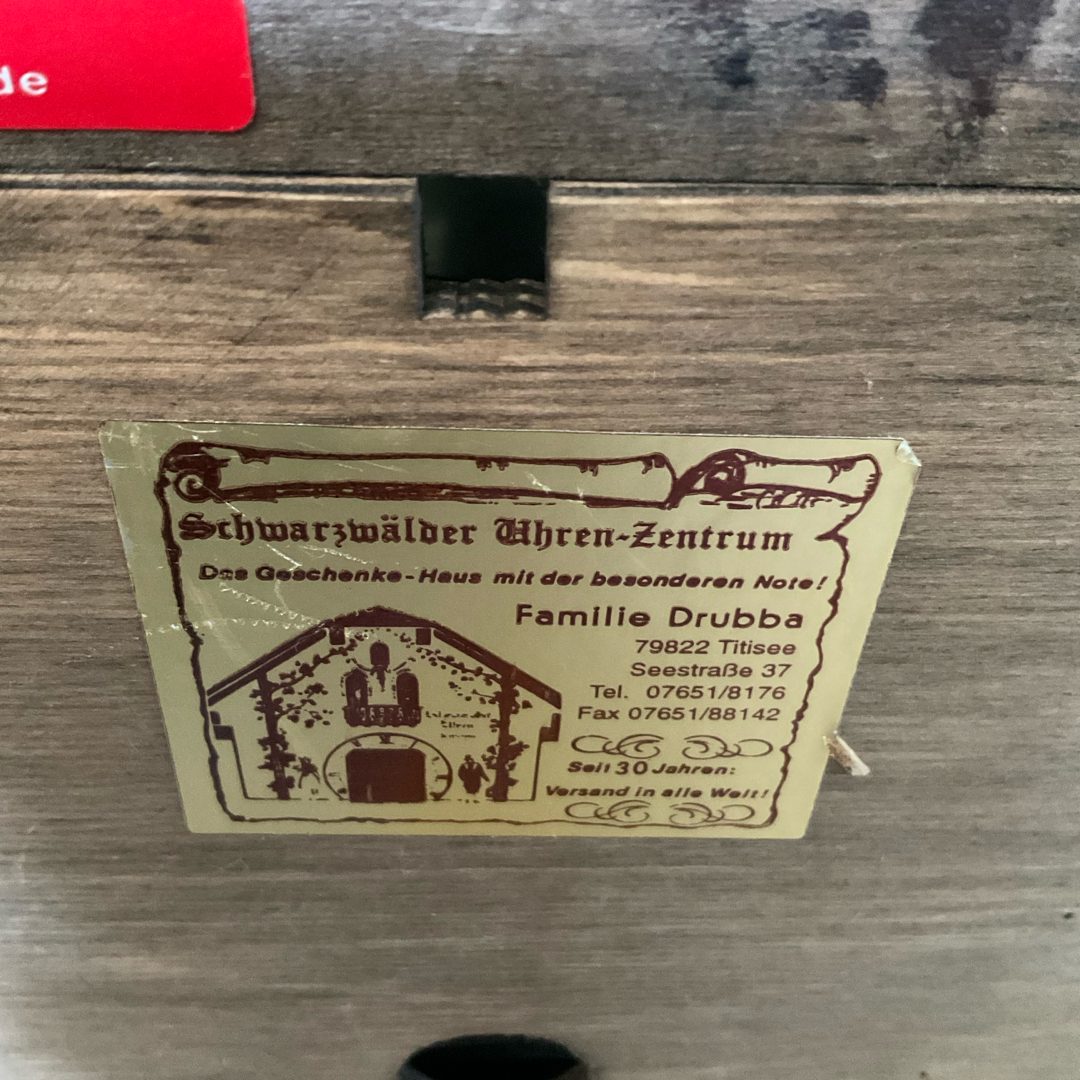 de
Schwarzwälder Uhren-Zentrum
Das Geschenke-Haus mit der besonderen Note!
Familie Drubba
79822 Titisee
Seestraße 37
Tel. 07651/8176
Fax 07651/88142
Seit 30 Jahren:
Versand in alle Welt!